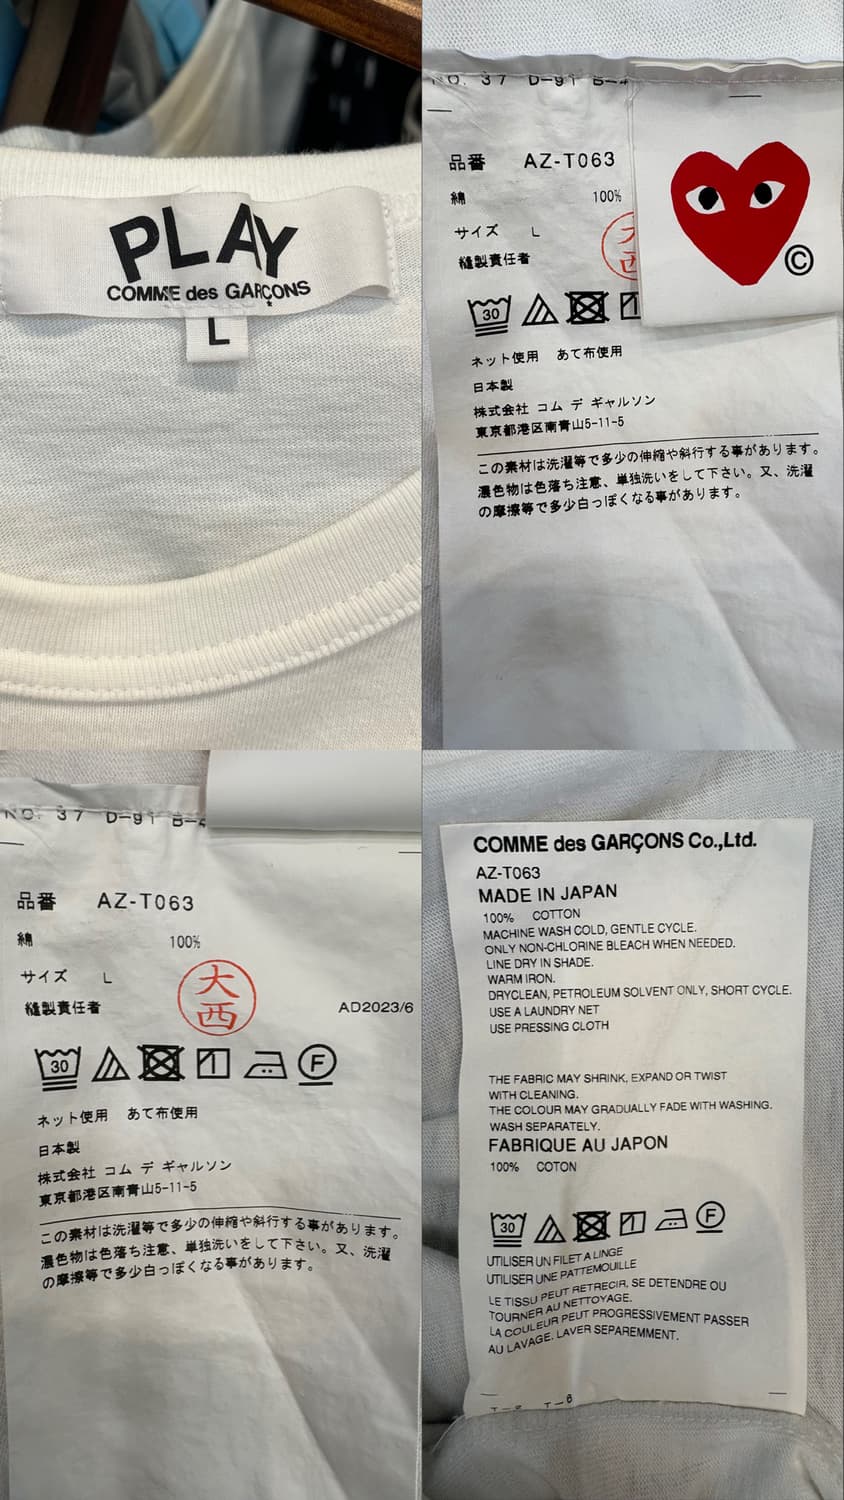 PLAY
COMME des GARÇONS
L
NO. 37 D-91 B-4
品番 AZ-T063
綿 100%
サイズ L
縫製責任者
30
ネット使用 あて布使用
日本製
株式会社 コム デ ギャルソン
東京都港区南青山5-11-5
この素材は洗濯等で多少の伸縮や斜行する事があります。
濃色物は色落ち注意、単独洗いをして下さい。又、洗濯
の摩擦等で多少白っぽくなる事があります。
©
NO. 37 D-91 B-4
品番 AZ-T063
綿 100%
サイズ L
大西
縫製責任者 AD2023/6
30 F
ネット使用 あて布使用
日本製
株式会社 コム デ ギャルソン
東京都港区南青山5-11-5
この素材は洗濯等で多少の伸縮や斜行する事があります。
濃色物は色落ち注意、単独洗いをして下さい。又、洗濯
の摩擦等で多少白っぽくなる事があります。
COMME des GARÇONS Co.,Ltd.
AZ-T063
MADE IN JAPAN
100% COTTON
MACHINE WASH COLD, GENTLE CYCLE.
ONLY NON-CHLORINE BLEACH WHEN NEEDED.
LINE DRY IN SHADE.
WARM IRON.
DRYCLEAN, PETROLEUM SOLVENT ONLY, SHORT CYCLE.
USE A LAUNDRY NET
USE PRESSING CLOTH
THE FABRIC MAY SHRINK, EXPAND OR TWIST
WITH CLEANING.
THE COLOUR MAY GRADUALLY FADE WITH WASHING.
WASH SEPARATELY.
FABRIQUE AU JAPON
100% COTON
30 F
UTILISER UN FILET A LINGE
UTILISER UNE PATTEMOUILLE
LE TISSU PEUT RETRECIR, SE DETENDRE OU
TOURNER AU NETTOYAGE.
LA COULEUR PEUT PROGRESSIVEMENT PASSER
AU LAVAGE. LAVER SEPAREMMENT.